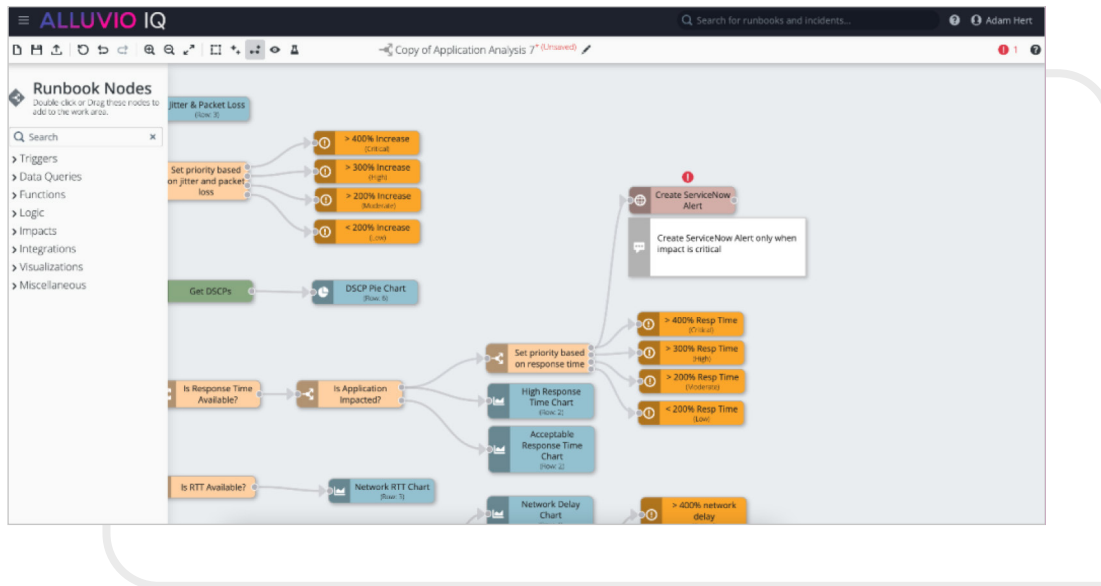 ALLUVIO IQ
Search for runbooks and incidents...
Adam Hert
Copy of Application Analysis 7* (Unsaved)
1
Runbook Nodes
Double-click or Drag these nodes to
add to the work area.
Search
Triggers
Data Queries
Functions
Logic
Impacts
Integrations
Visualizations
Miscellaneous
Jitter & Packet Loss
(Row: 3)
Set priority based
on jitter and packet
loss
> 400% Increase
(Critical)
> 300% Increase
(High)
> 200% Increase
(Moderate)
< 200% Increase
(Low)
Create ServiceNow
Alert
Create ServiceNow Alert only when
impact is critical
Get DSCPs
DSCP Pie Chart
(Row: 6)
Set priority based
on response time
> 400% Resp Time
(Critical)
> 300% Resp Time
(High)
> 200% Resp Time
(Moderate)
< 200% Resp Time
(Low)
Is Response Time
Available?
Is Application
Impacted?
High Response
Time Chart
(Row: 2)
Acceptable
Response Time
Chart
(Row: 2)
Is RTT Available?
Network RTT Chart
(Row: 3)
Network Delay
Chart
> 400% network
delay